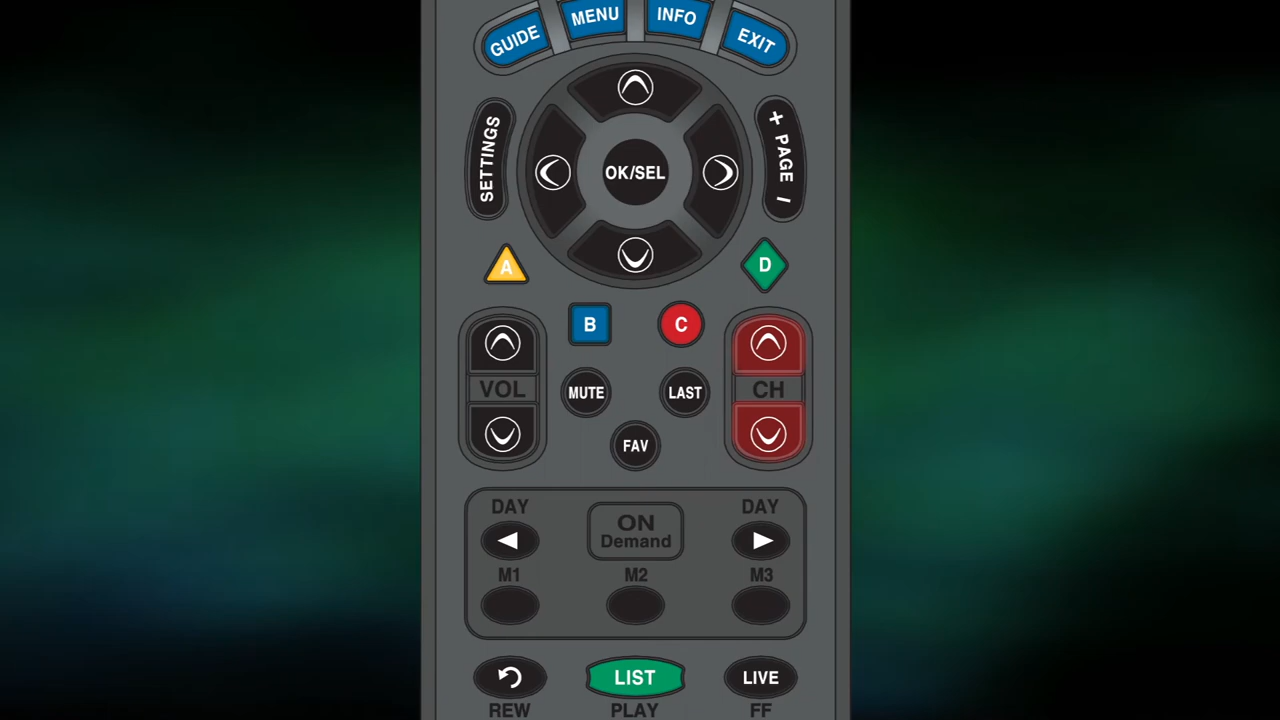 GUIDE
MENU
INFO
EXIT
SETTINGS
+ PAGE -
OK/SEL
A
D
B
C
VOL
MUTE
LAST
CH
FAV
DAY
ON
Demand
DAY
M1
M2
M3
LIST
LIVE
REW
PLAY
FF